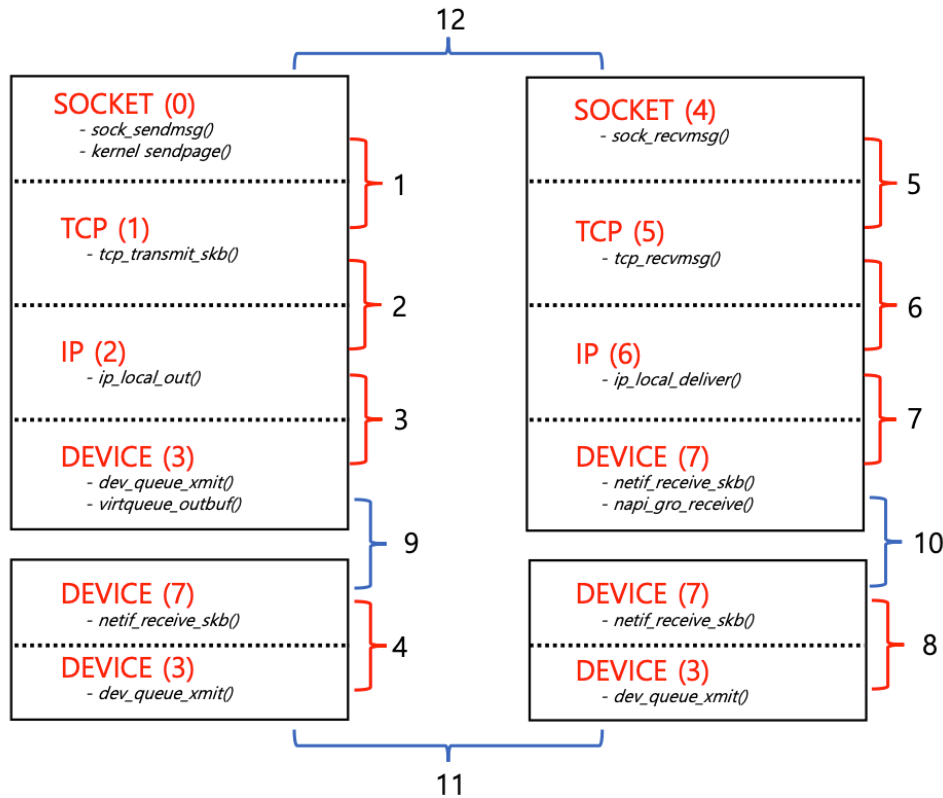 12
SOCKET (0)
- sock_sendmsg()
- kernel sendpage()
1
TCP (1)
- tcp_transmit_skb()
2
IP (2)
- ip_local_out()
3
DEVICE (3)
- dev_queue_xmit()
- virtqueue_outbuf()
9
DEVICE (7)
- netif_receive_skb()
4
DEVICE (3)
- dev_queue_xmit()
SOCKET (4)
- sock_recvmsg()
5
TCP (5)
- tcp_recvmsg()
6
IP (6)
- ip_local_deliver()
7
DEVICE (7)
- netif_receive_skb()
- napi_gro_receive()
10
DEVICE (7)
- netif_receive_skb()
8
DEVICE (3)
- dev_queue_xmit()
11